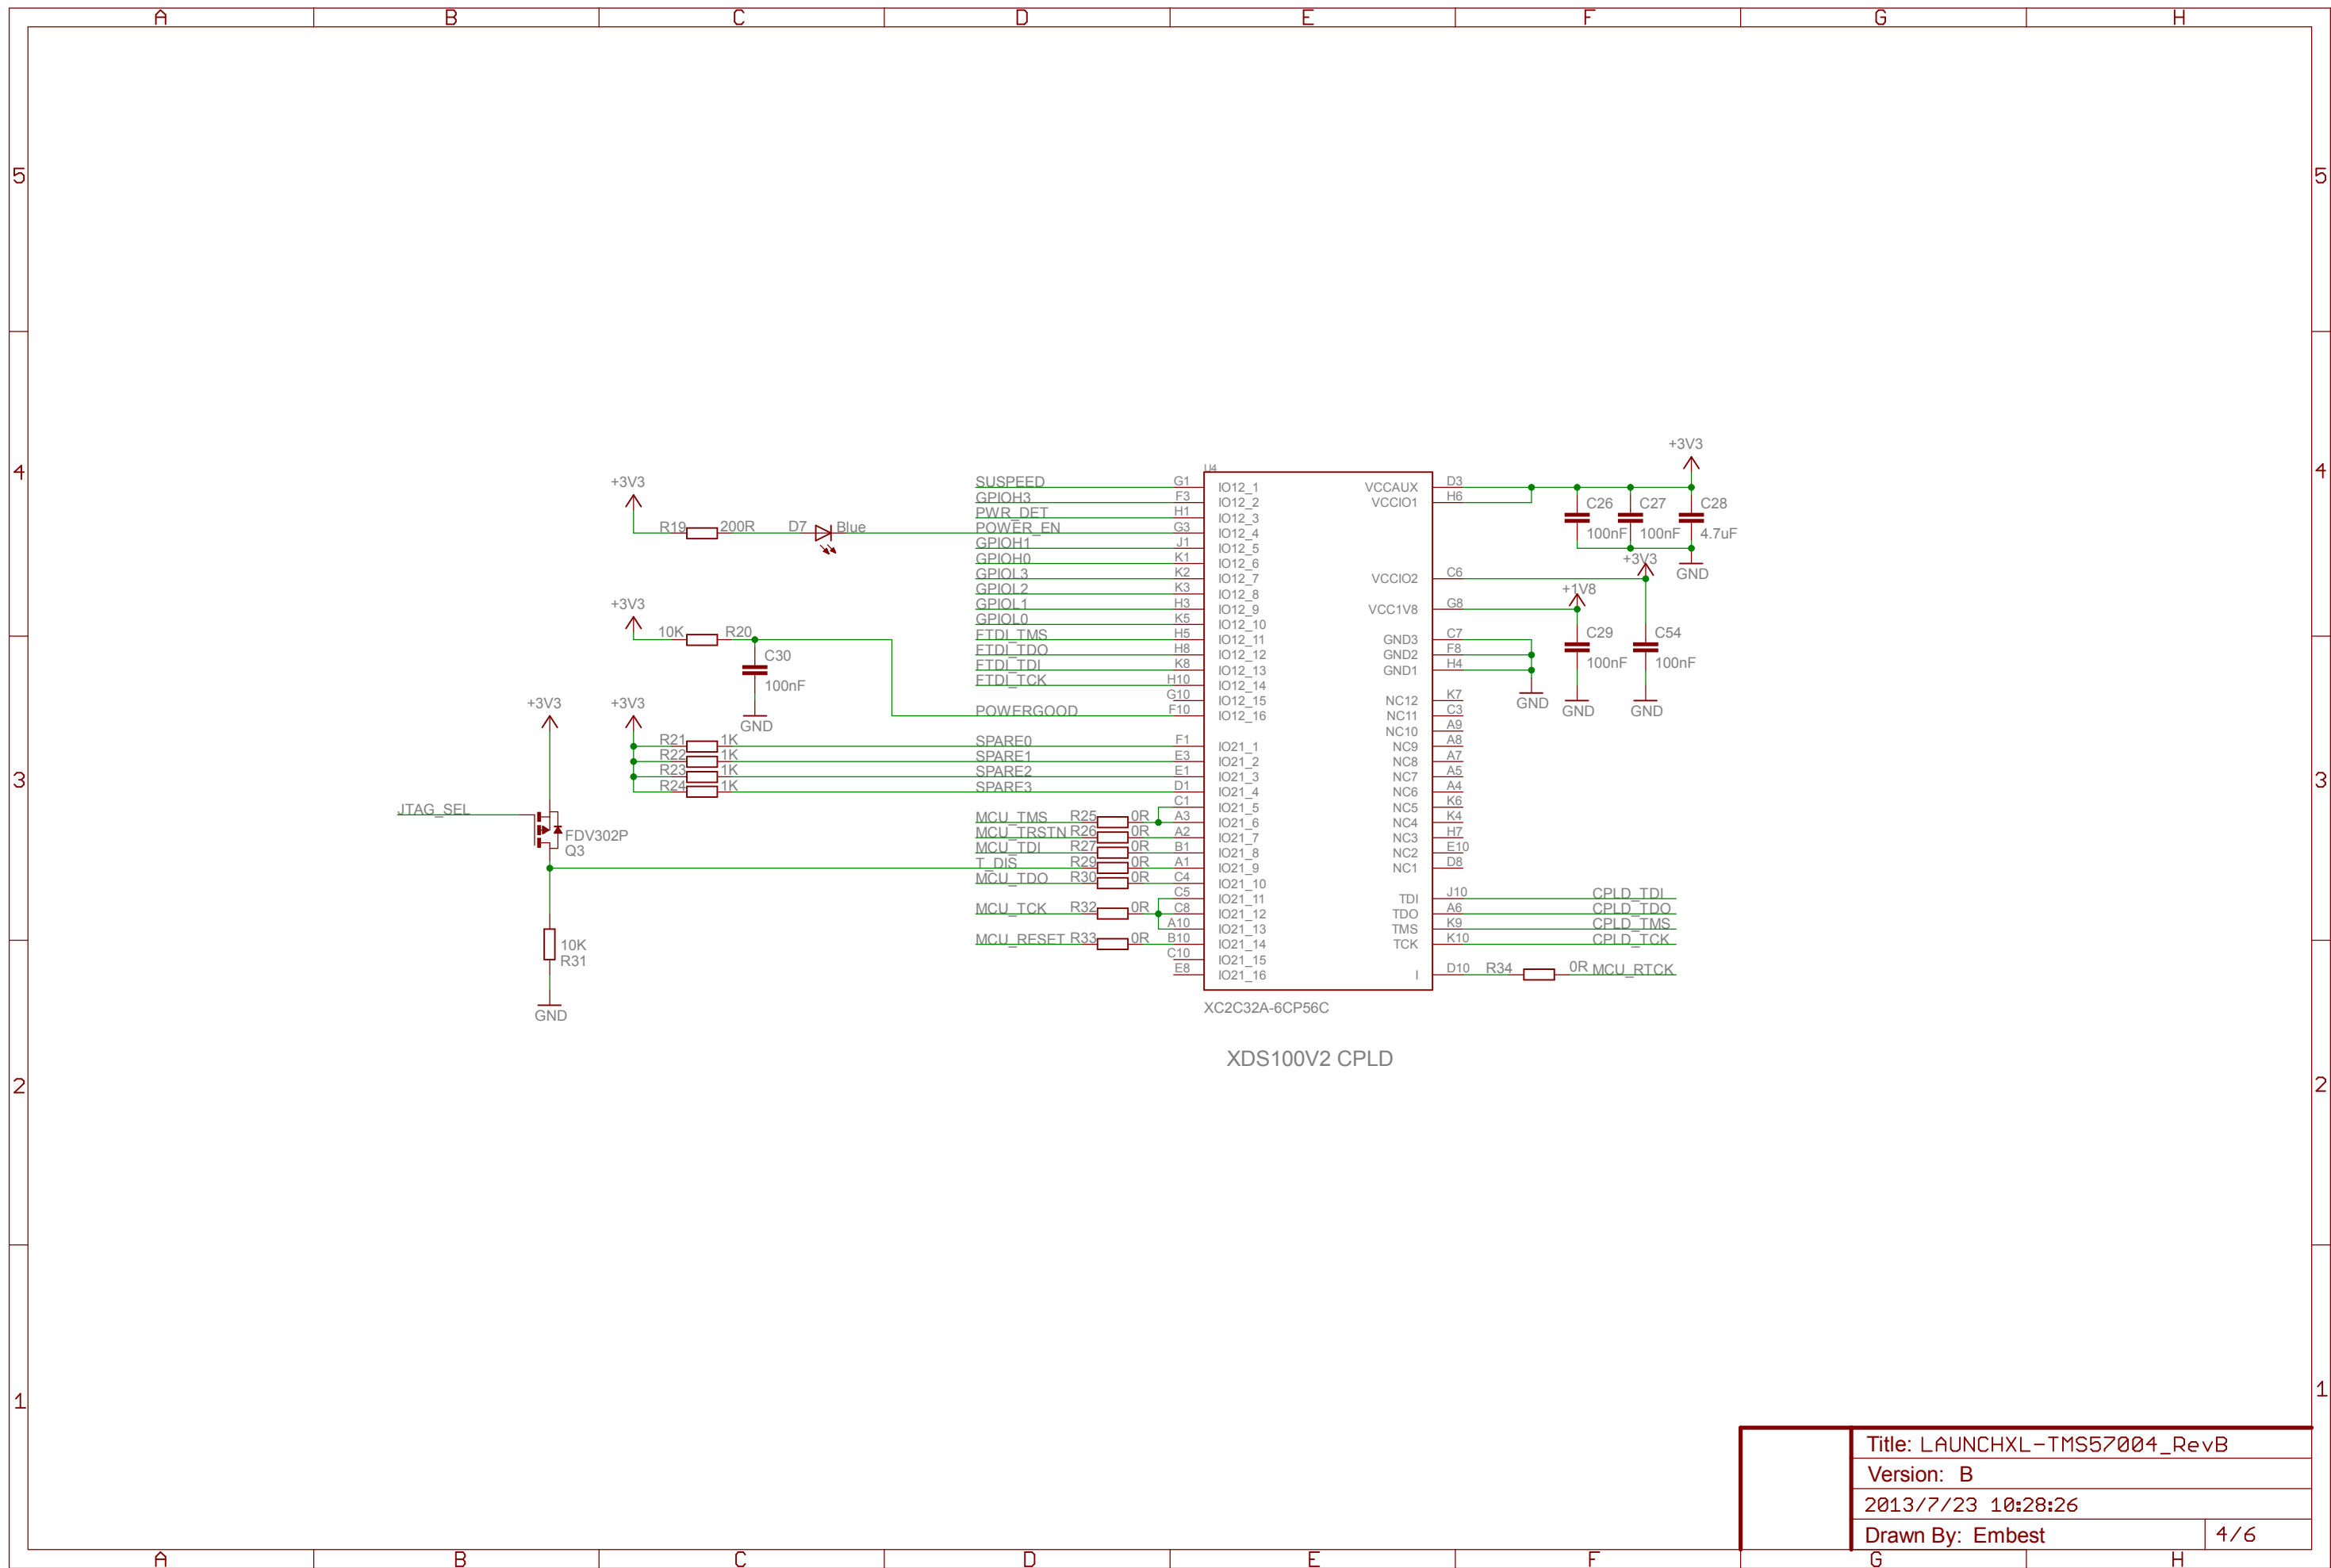 A B C D E F G H
5 5
+3V3
4 4
U4
+3V3
SUSPEED G1 IO12_1 VCCAUX D3
GPIOH3 F3 IO12_2 VCCIO1 H6
C26 C27 C28
PWR_DET H1 IO12_3
R19 200R D7 Blue POWER_EN G3 IO12_4 100nF 100nF 4.7uF
GPIOH1 J1 IO12_5
GPIOH0 K1 IO12_6 +3V3
GPIOL3 K2 IO12_7 VCCIO2 C6 GND
GPIOL2 K3 IO12_8 +1V8
+3V3 GPIOL1 H3 IO12_9 VCC1V8 G8
GPIOL0 K5 IO12_10
10K R20 FTDI_TMS H5 IO12_11 GND3 C7 C29 C54
C30 FTDI_TDO H8 IO12_12 GND2 F8
FTDI_TDI K8 IO12_13 GND1 H4 100nF 100nF
100nF FTDI_TCK H10 IO12_14
+3V3 +3V3 G10 IO12_15 NC12 K7 GND
POWERGOOD F10 IO12_16 NC11 C3 GND GND
GND
NC10 A9
R21 1K SPARE0 F1 IO21_1 NC9 A8
R22 1K SPARE1 E3 IO21_2 NC8 A7
R23 1K SPARE2 E1 IO21_3 NC7 A5
3 3
R24 1K SPARE3 D1 IO21_4 NC6 A4
JTAG_SEL C1 IO21_5 NC5 K6
MCU_TMS R25 0R A3 IO21_6 NC4 K4
FDV302P MCU_TRSTN R26 0R A2 IO21_7 NC3 H7
Q3 MCU_TDI R27 0R B1 IO21_8 NC2 E10
T_DIS R29 0R A1 IO21_9 NC1 D8
MCU_TDO R30 0R C4 IO21_10
C5 IO21_11 TDI J10 CPLD_TDI
MCU_TCK R32 0R C8 IO21_12 TDO A6 CPLD_TDO
A10 IO21_13 TMS K9 CPLD_TMS
10K MCU_RESET R33 0R B10 IO21_14 TCK K10 CPLD_TCK
R31 C10 IO21_15
E8 IO21_16 I D10 R34 0R MCU_RTCK
GND XC2C32A-6CP56C
XDS100V2 CPLD
2 2
1 1
Title: LAUNCHXL-TMS57004_RevB
Version: B
2013/7/23 10:28:26
Drawn By: Embest 4/6
A B C D E F G H